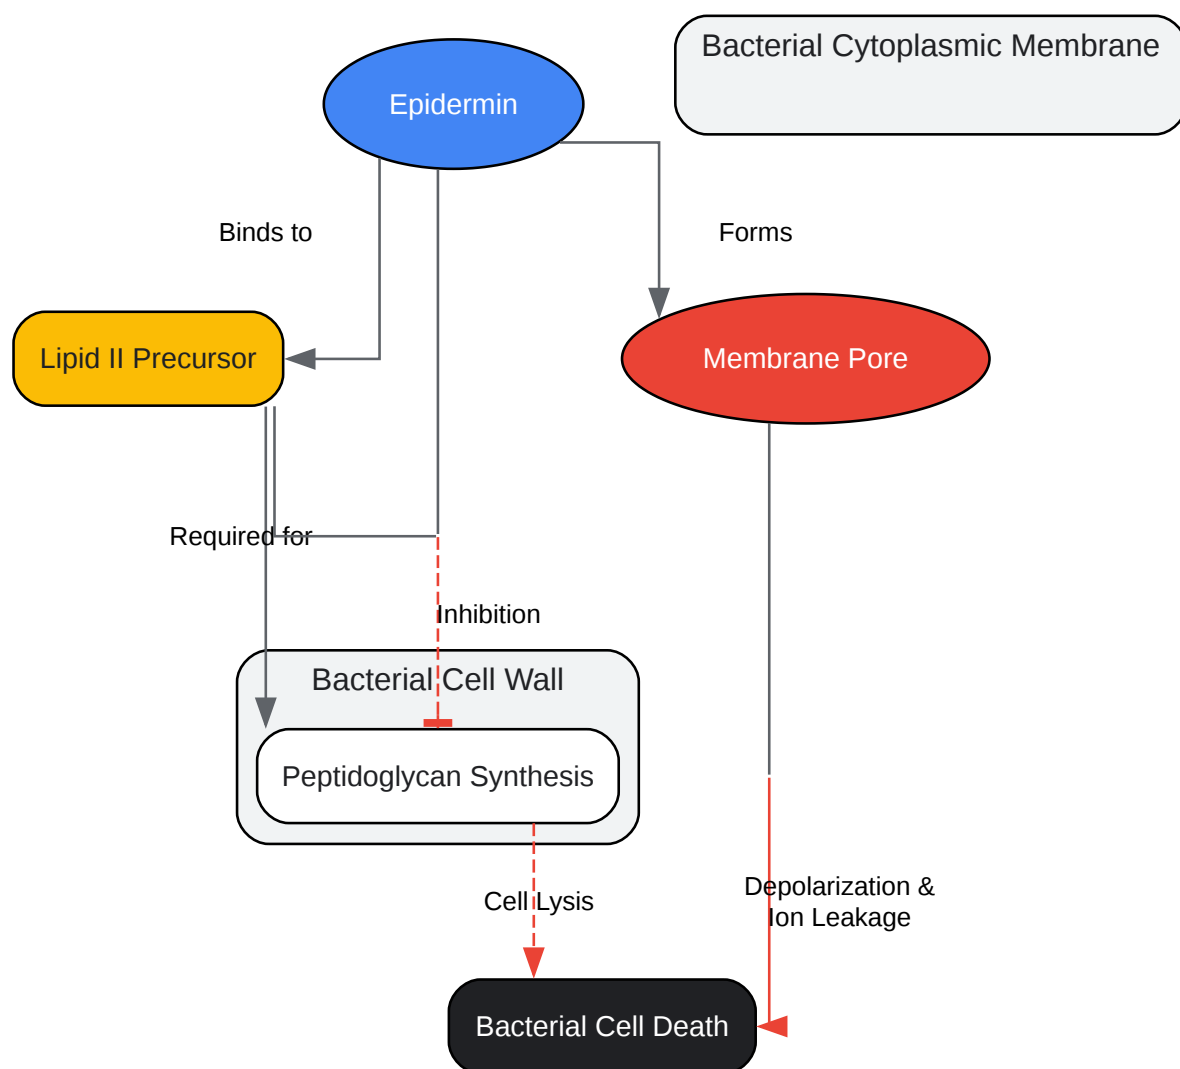 Bacterial Cytoplasmic Membrane
Epidermin
Binds to
Forms
Lipid II Precursor
Membrane Pore
Required for
Inhibition
Bacterial Cell Wall
Peptidoglycan Synthesis
Cell Lysis
Depolarization &
Ion Leakage
Bacterial Cell Death